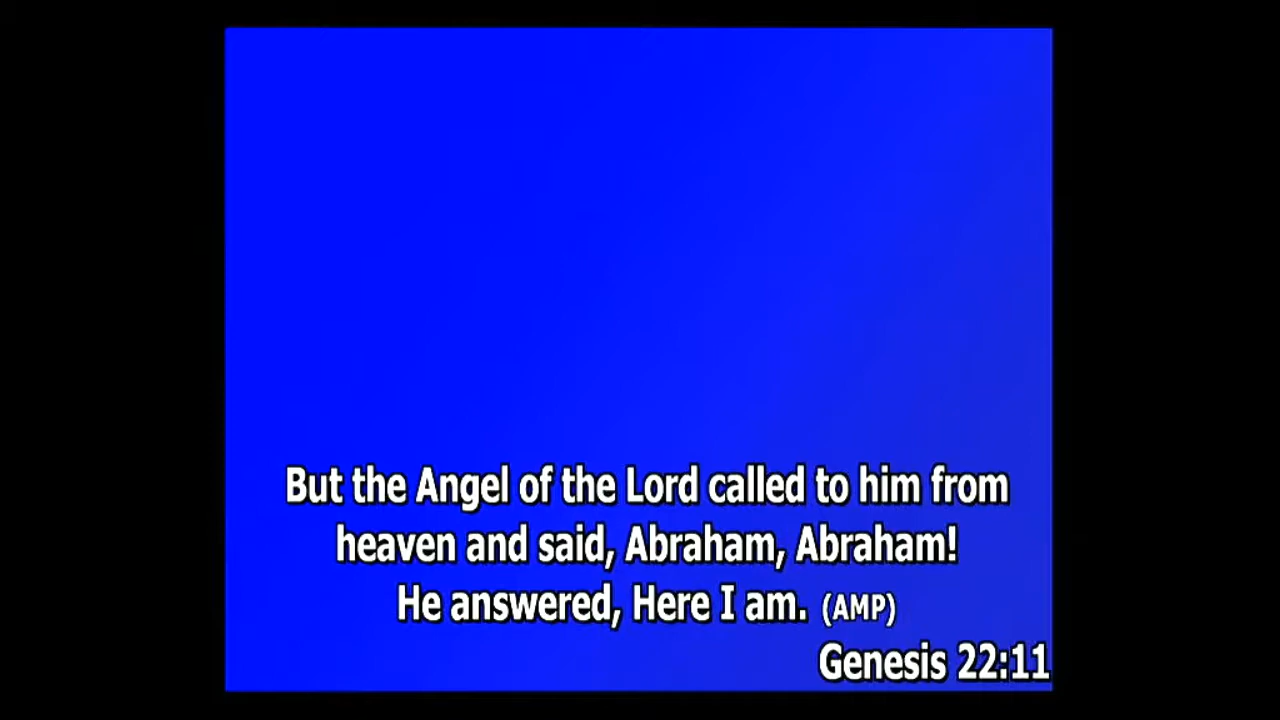 But the Angel of the Lord called to him from
heaven and said, Abraham, Abraham!
He answered, Here I am. (AMP)
Genesis 22:11